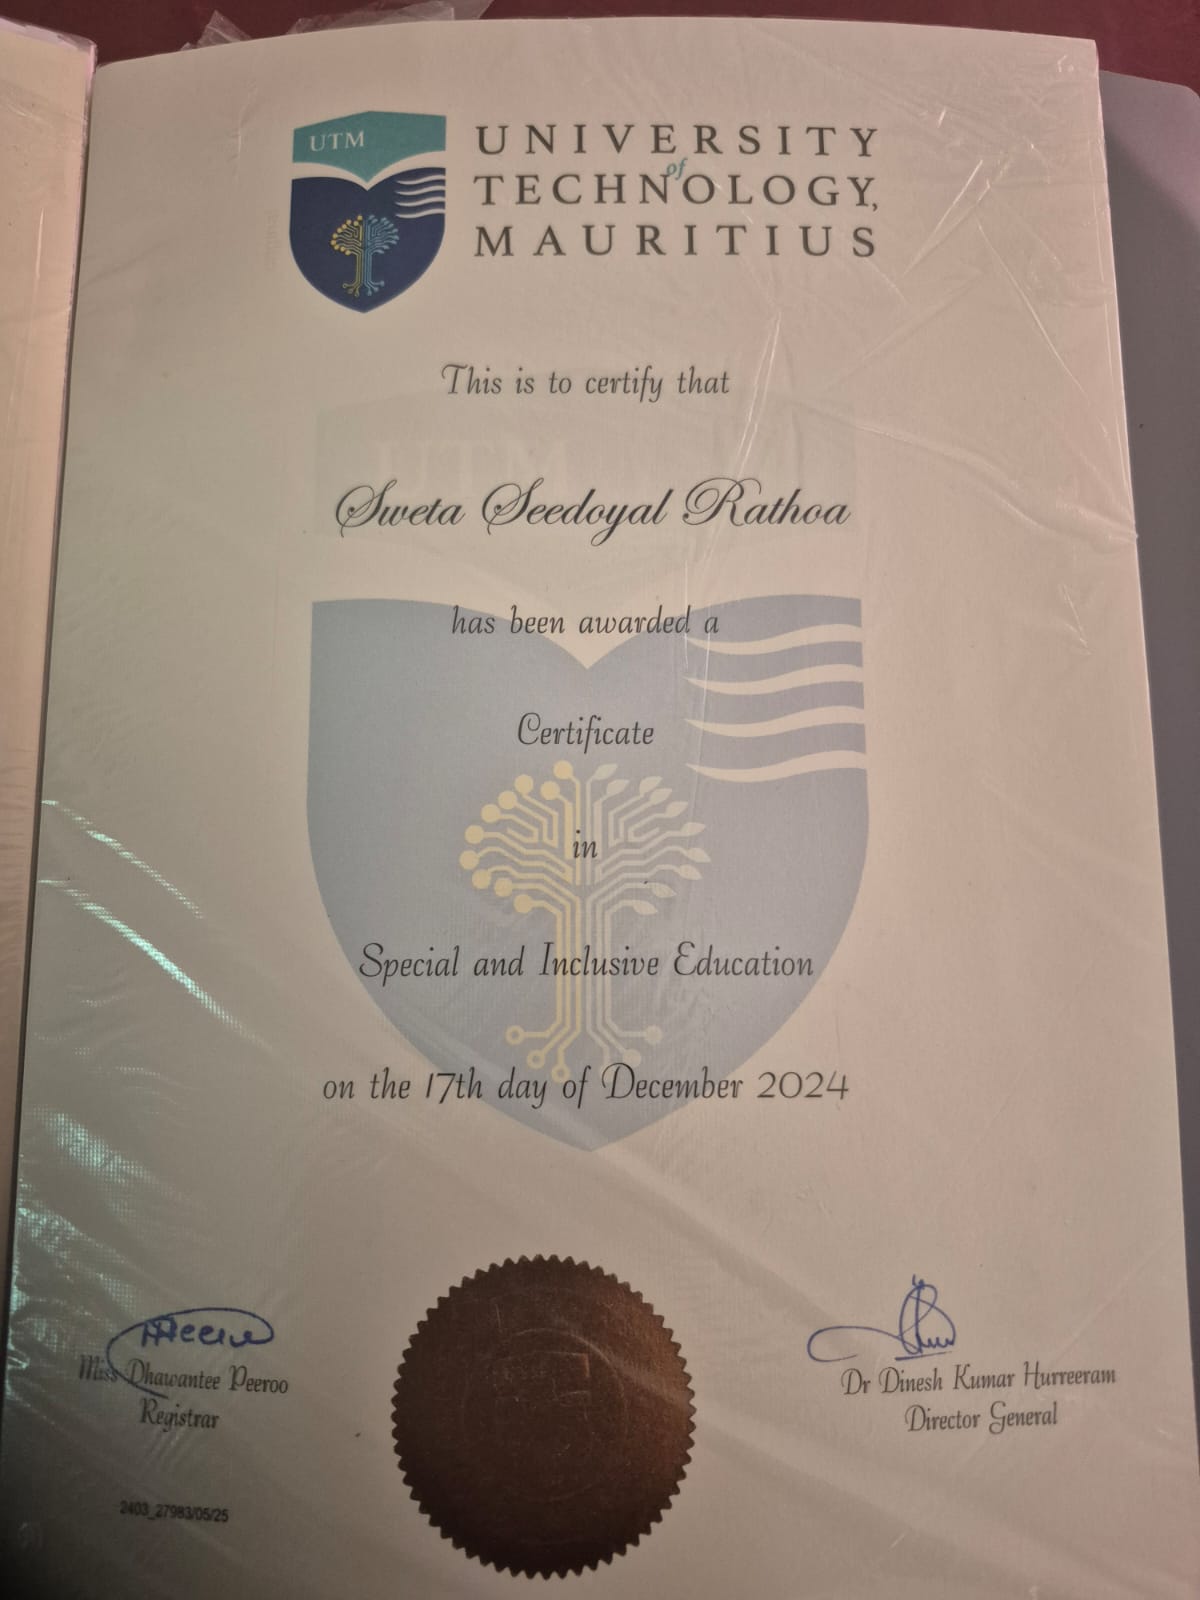 UTM
UNIVERSITY
of
TECHNOLOGY,
MAURITIUS
This is to certify that
UTM
Sweta Seedoyal Rathoa
has been awarded a
Certificate
in
Special and Inclusive Education
on the 17th day of December 2024
Miss Dhawantee Peeroo
Registrar
Dr Dinesh Kumar Hurreeram
Director General
2403_27983/05/25